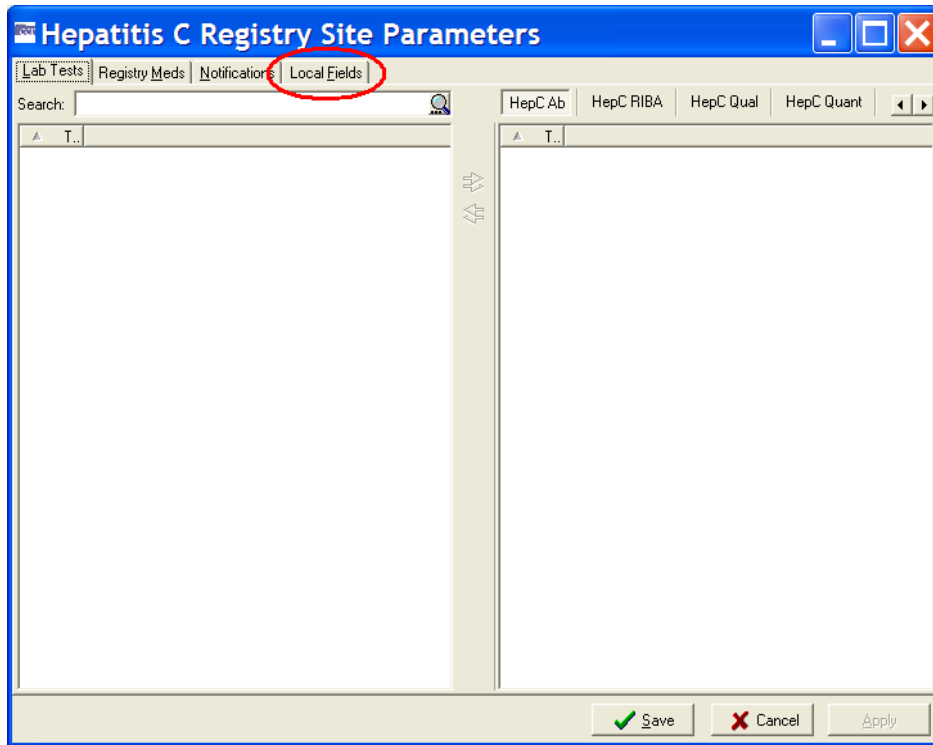 Hepatitis C Registry Site Parameters
Lab Tests Registry Meds Notifications Local Fields
Search: HepC Ab HepC RIBA HepC Qual HepC Quant
T.. T..
Save Cancel Apply